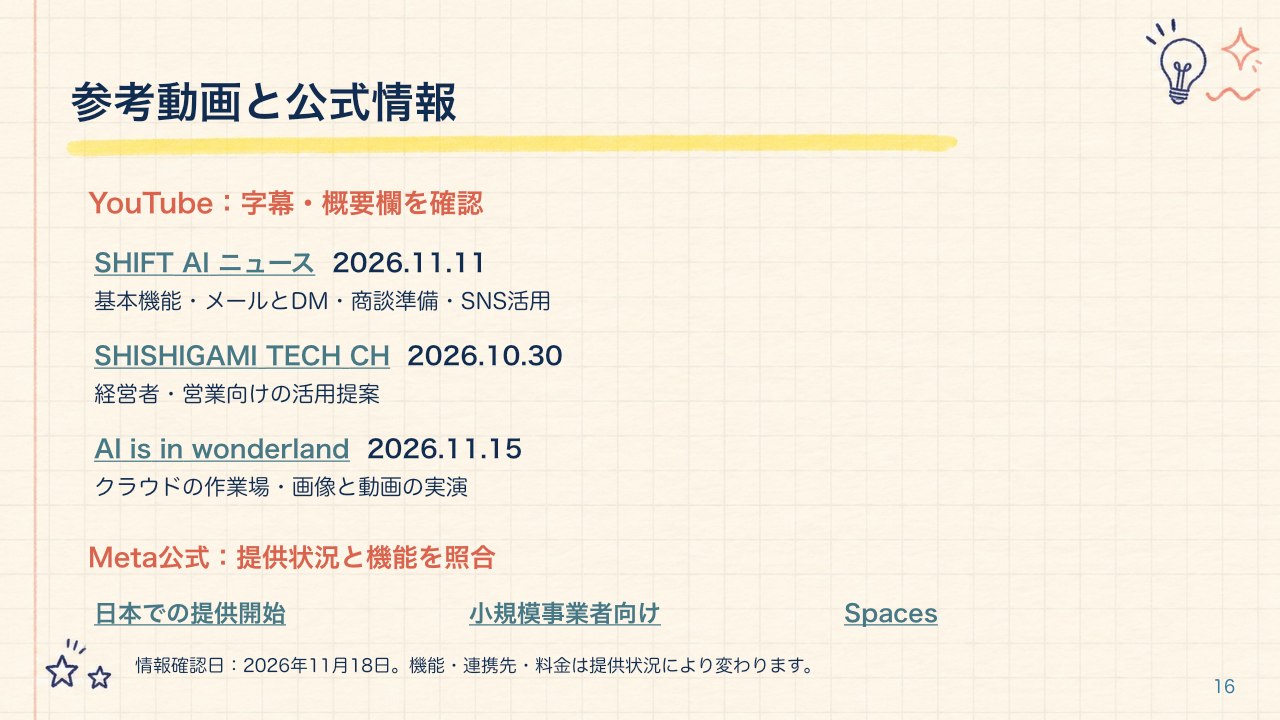 参考動画と公式情報
YouTube：字幕・概要欄を確認
SHIFT AI ニュース 2026.11.11
基本機能・メールとDM・商談準備・SNS活用
SHISHIGAMI TECH CH 2026.10.30
経営者・営業向けの活用提案
AI is in wonderland 2026.11.15
クラウドの作業場・画像と動画の実演
Meta公式：提供状況と機能を照合
日本での提供開始 小規模事業者向け Spaces
情報確認日：2026年11月18日。機能・連携先・料金は提供状況により変わります。
16